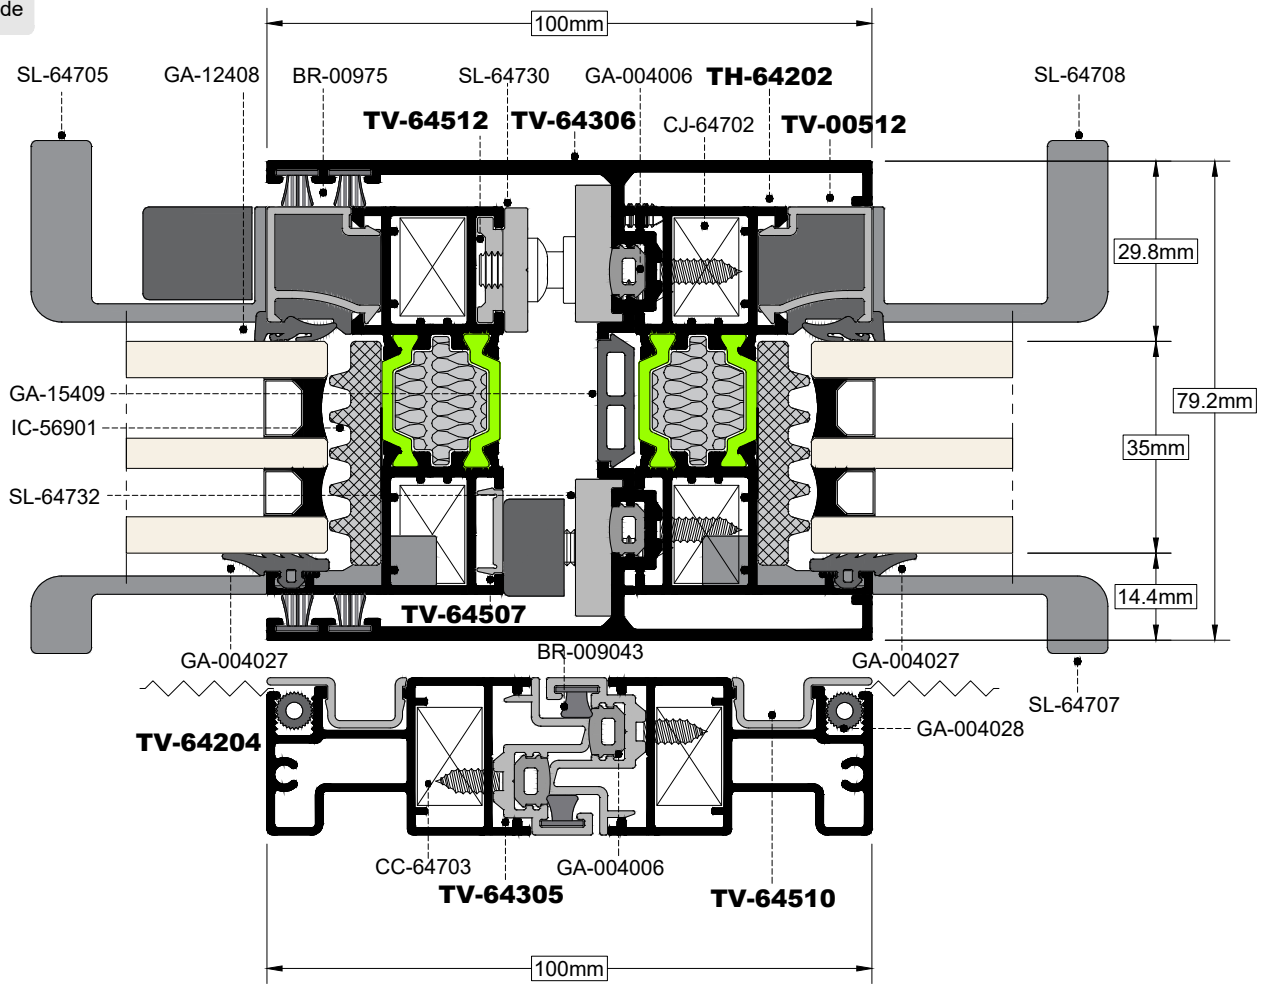 de
100mm
SL-64705
GA-12408
BR-00975
SL-64730
GA-004006
TH-64202
SL-64708
TV-64512
TV-64306
CJ-64702
TV-00512
29.8mm
GA-15409
79.2mm
IC-56901
35mm
SL-64732
14.4mm
TV-64507
BR-009043
GA-004027
GA-004027
SL-64707
TV-64204
GA-004028
CC-64703
GA-004006
TV-64305
TV-64510
100mm